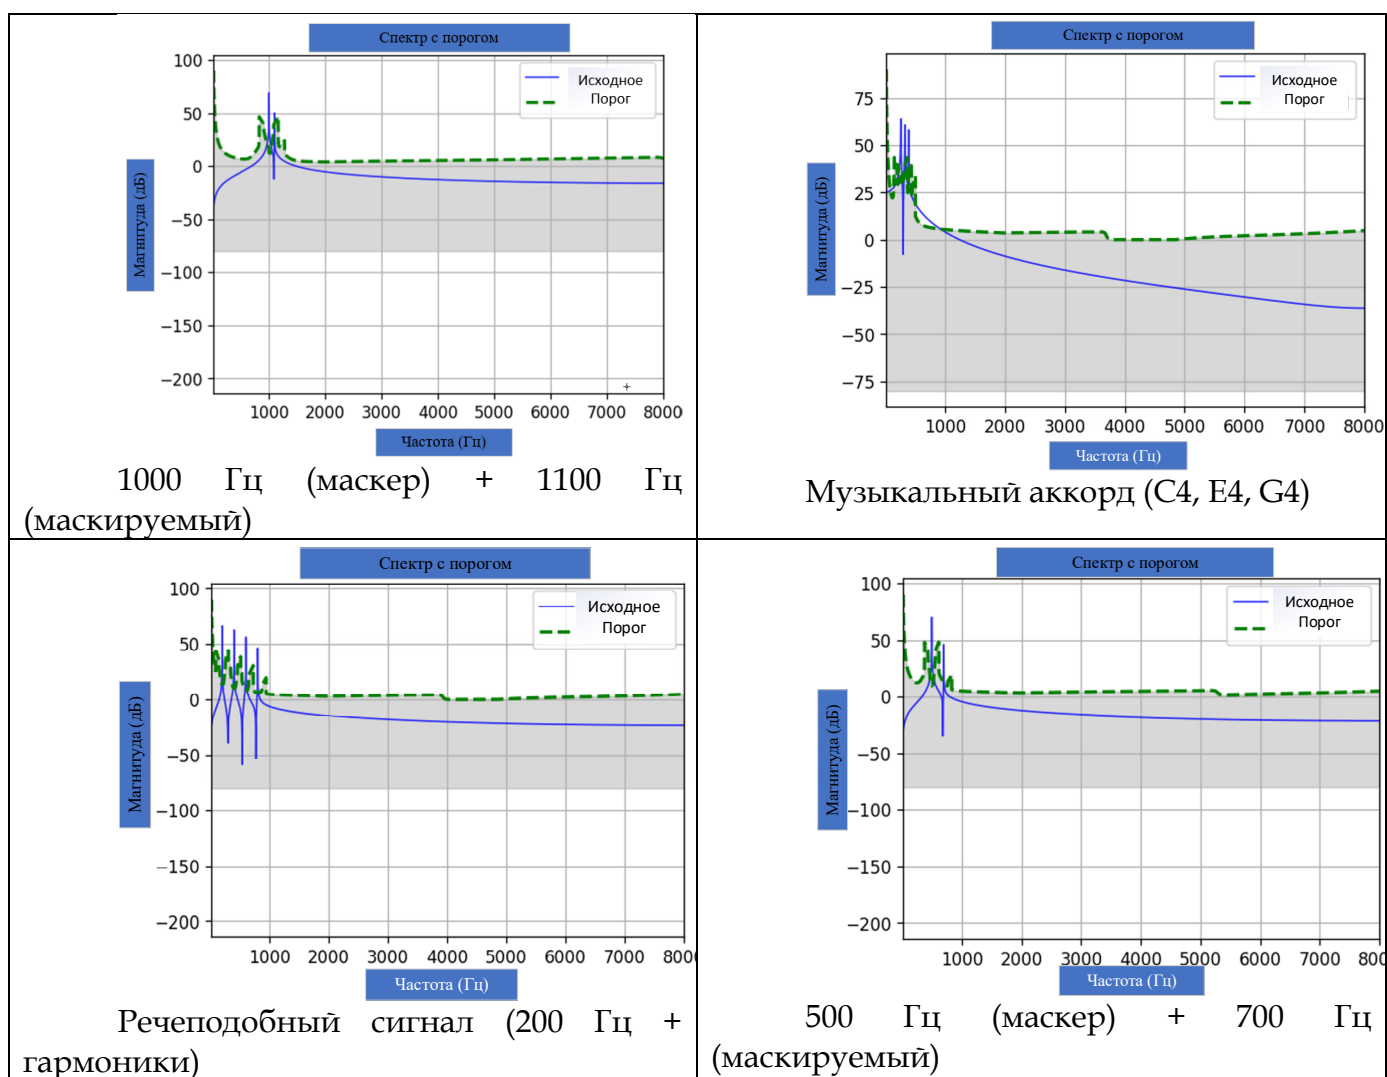 Спектр с порогом
100
50
0
−50
−100
−150
−200
Магнитуда (дБ)
Исходное
Порог
1000 2000 3000 4000 5000 6000 7000 8000
Частота (Гц)
1000 Гц (маскер) + 1100 Гц
(маскируемый)
Спектр с порогом
75
50
25
0
−25
−50
−75
Магнитуда (дБ)
Исходное
Порог
1000 2000 3000 4000 5000 6000 7000 8000
Частота (Гц)
Музыкальный аккорд (C4, E4, G4)
Спектр с порогом
100
50
0
−50
−100
−150
−200
Магнитуда (дБ)
Исходное
Порог
1000 2000 3000 4000 5000 6000 7000 800
Частота (Гц)
Речеподобный сигнал (200 Гц +
гармоники)
Спектр с порогом
100
50
0
−50
−100
−150
−200
Магнитуда (дБ)
Исходное
Порог
1000 2000 3000 4000 5000 6000 7000 800
Частота (Гц)
500 Гц (маскер) + 700 Гц
(маскируемый)